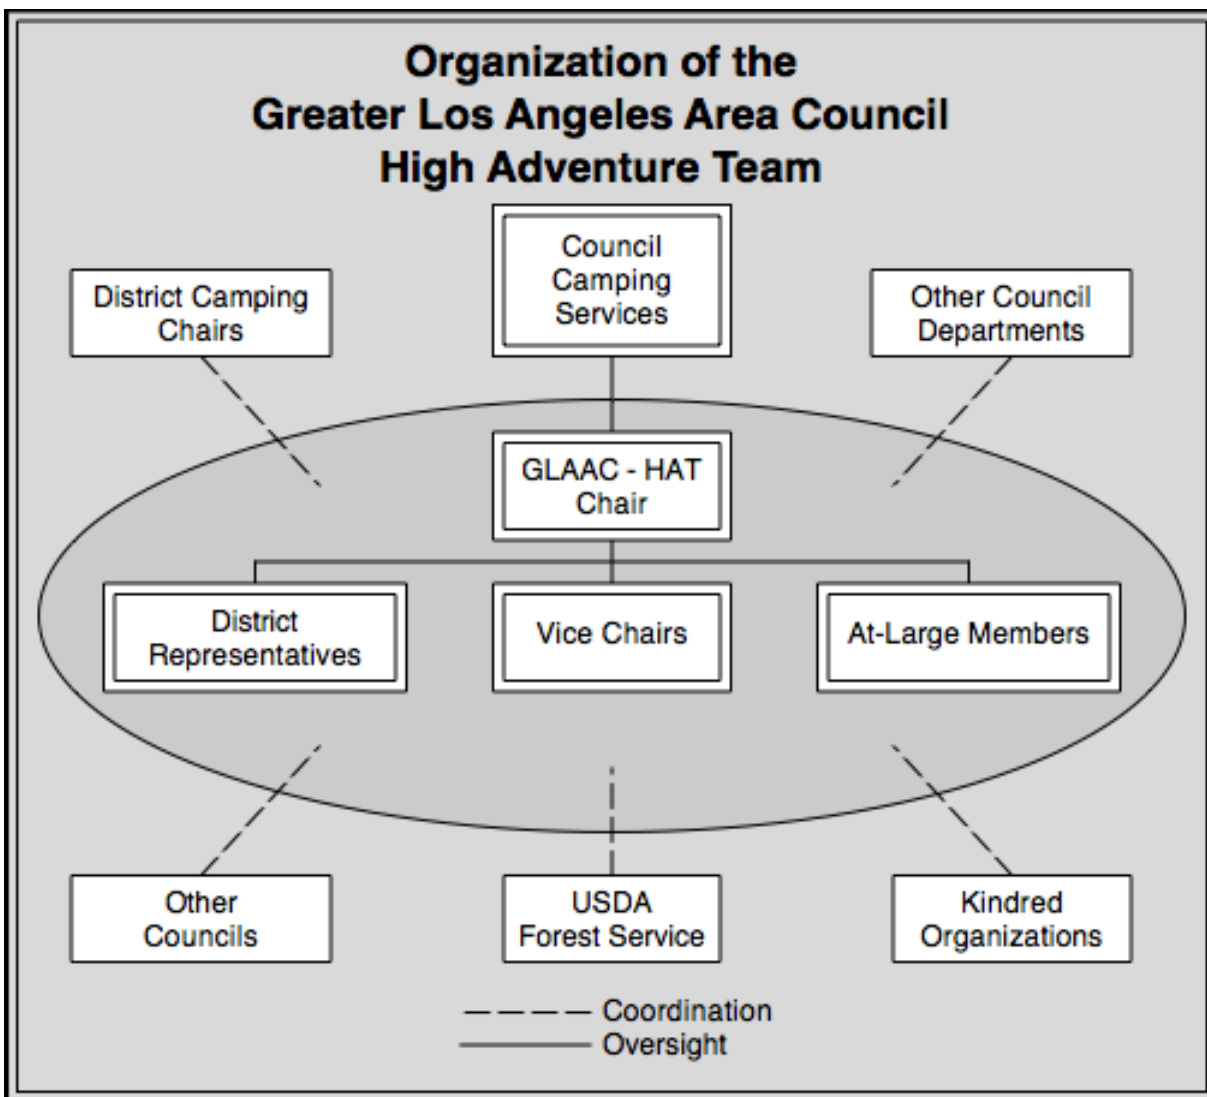 Organization of the
Greater Los Angeles Area Council
High Adventure Team
Council
Camping
Services
District Camping
Chairs
Other Council
Departments
GLAAC - HAT
Chair
District
Representatives
Vice Chairs
At-Large Members
Other
Councils
USDA
Forest Service
Kindred
Organizations
Coordination
Oversight